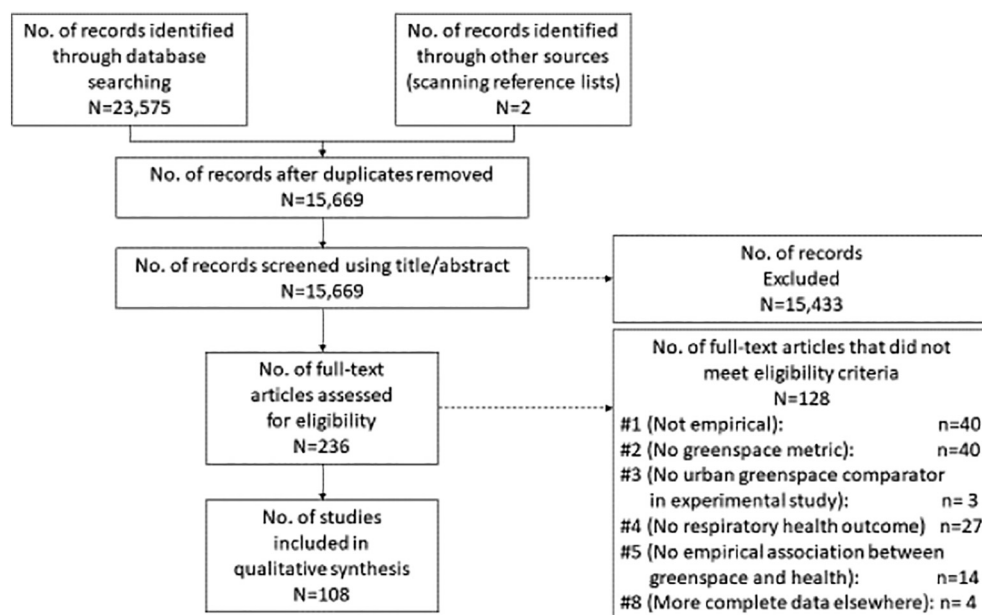 No. of records identified
through database
searching
N=23,575
No. of records identified
through other sources
(scanning reference lists)
N=2
No. of records after duplicates removed
N=15,669
No. of records screened using title/abstract
N=15,669
No. of records
Excluded
N=15,433
No. of full-text
articles assessed
for eligibility
N=236
No. of full-text articles that did not
meet eligibility criteria
N=128
#1 (Not empirical): n=40
#2 (No greenspace metric): n=40
#3 (No urban greenspace comparator
in experimental study): n= 3
#4 (No respiratory health outcome) n=27
#5 (No empirical association between
greenspace and health): n=14
#8 (More complete data elsewhere): n= 4
No. of studies
included in
qualitative synthesis
N=108